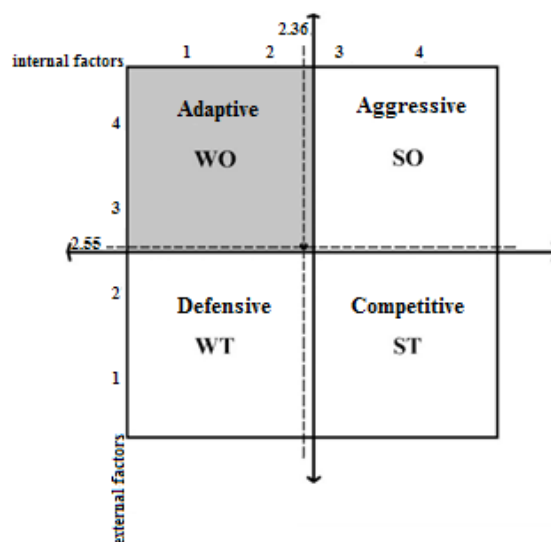 2.36
internal factors 1 2 3 4
Adaptive
WO
Aggressive
SO
4
3
2.55
2
1
Defensive
WT
Competitive
ST
external factors